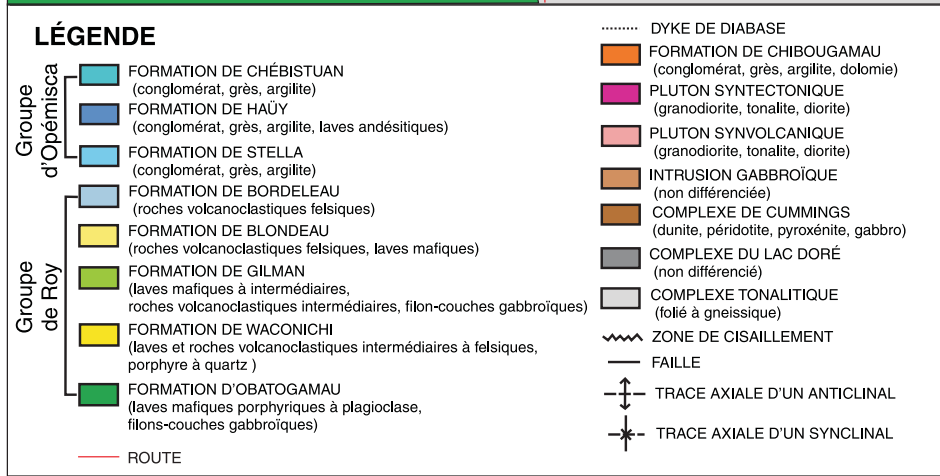 LÉGENDE
Groupe
d'Opémisca
FORMATION DE CHÉBISTUAN
(conglomérat, grès, argilite)
FORMATION DE HAÜY
(conglomérat, grès, argilite, laves andésitiques)
FORMATION DE STELLA
(conglomérat, grès, argilite)
Groupe
de Roy
FORMATION DE BORDELEAU
(roches volcanoclastiques felsiques)
FORMATION DE BLONDEAU
(roches volcanoclastiques felsiques, laves mafiques)
FORMATION DE GILMAN
(laves mafiques à intermédiaires,
roches volcanoclastiques intermédiaires, filon-couches gabbroïques)
FORMATION DE WACONICHI
(laves et roches volcanoclastiques intermédiaires à felsiques,
porphyre à quartz )
FORMATION D'OBATOGAMAU
(laves mafiques porphyriques à plagioclase,
filons-couches gabbroïques)
ROUTE
DYKE DE DIABASE
FORMATION DE CHIBOUGAMAU
(conglomérat, grès, argilite, dolomie)
PLUTON SYNTECTONIQUE
(granodiorite, tonalite, diorite)
PLUTON SYNVOLCANIQUE
(granodiorite, tonalite, diorite)
INTRUSION GABBROÏQUE
(non différenciée)
COMPLEXE DE CUMMINGS
(dunite, péridotite, pyroxénite, gabbro)
COMPLEXE DU LAC DORÉ
(non différencié)
COMPLEXE TONALITIQUE
(folié à gneissique)
ZONE DE CISAILLEMENT
FAILLE
TRACE AXIALE D'UN ANTICLINAL
TRACE AXIALE D'UN SYNCLINAL